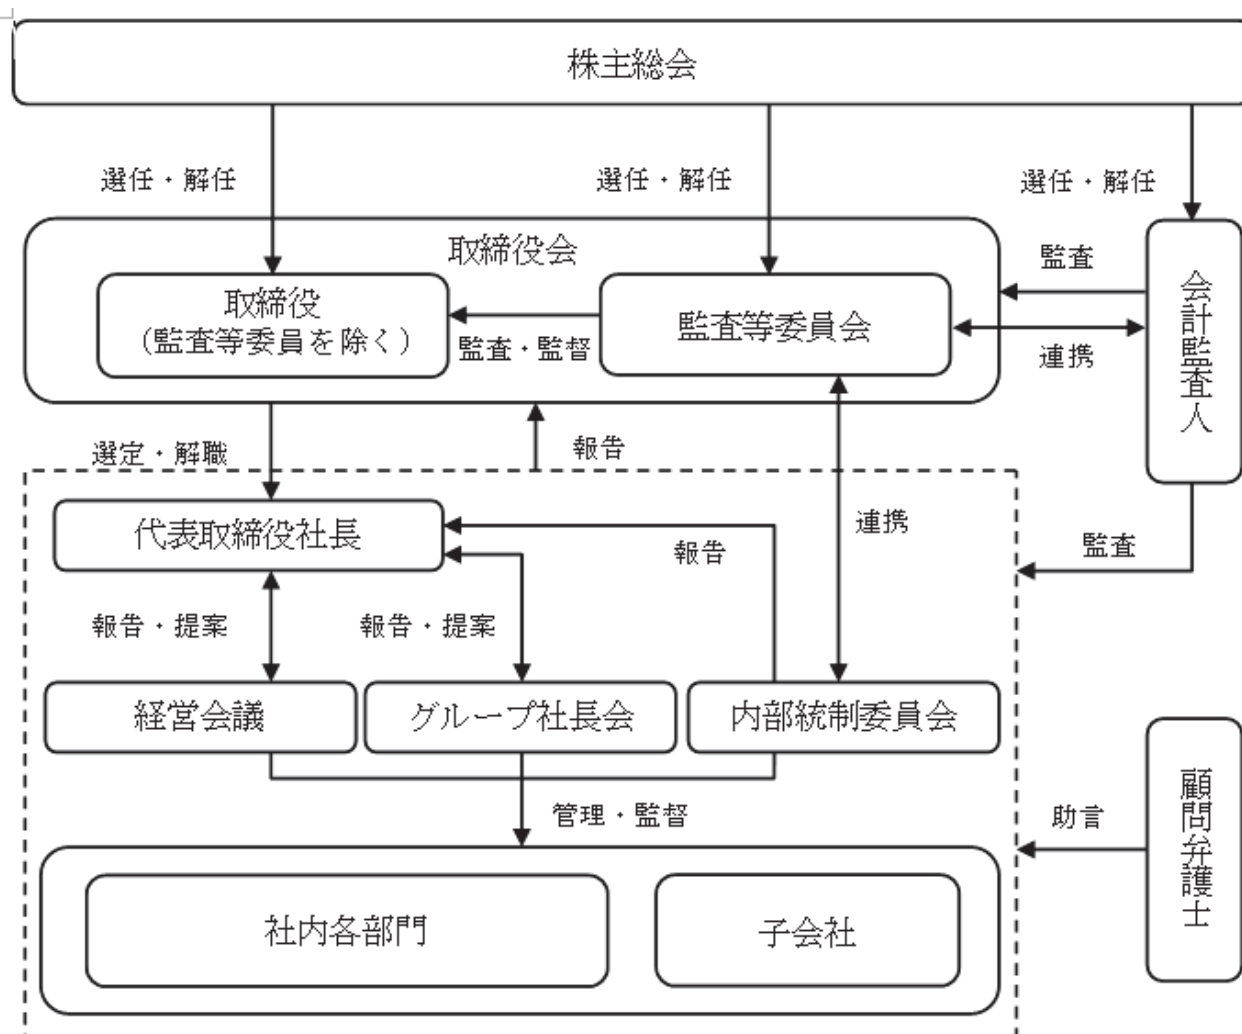 株主総会
選任・解任
選任・解任
選任・解任
取締役会
監査
取締役
(監査等委員を除く)
監査・監督
監査等委員会
連携
会計監査人
選定・解職
報告
代表取締役社長
報告
連携
監査
報告・提案
報告・提案
経営会議
グループ社長会
内部統制委員会
管理・監督
助言
顧問弁護士
社内各部門
子会社